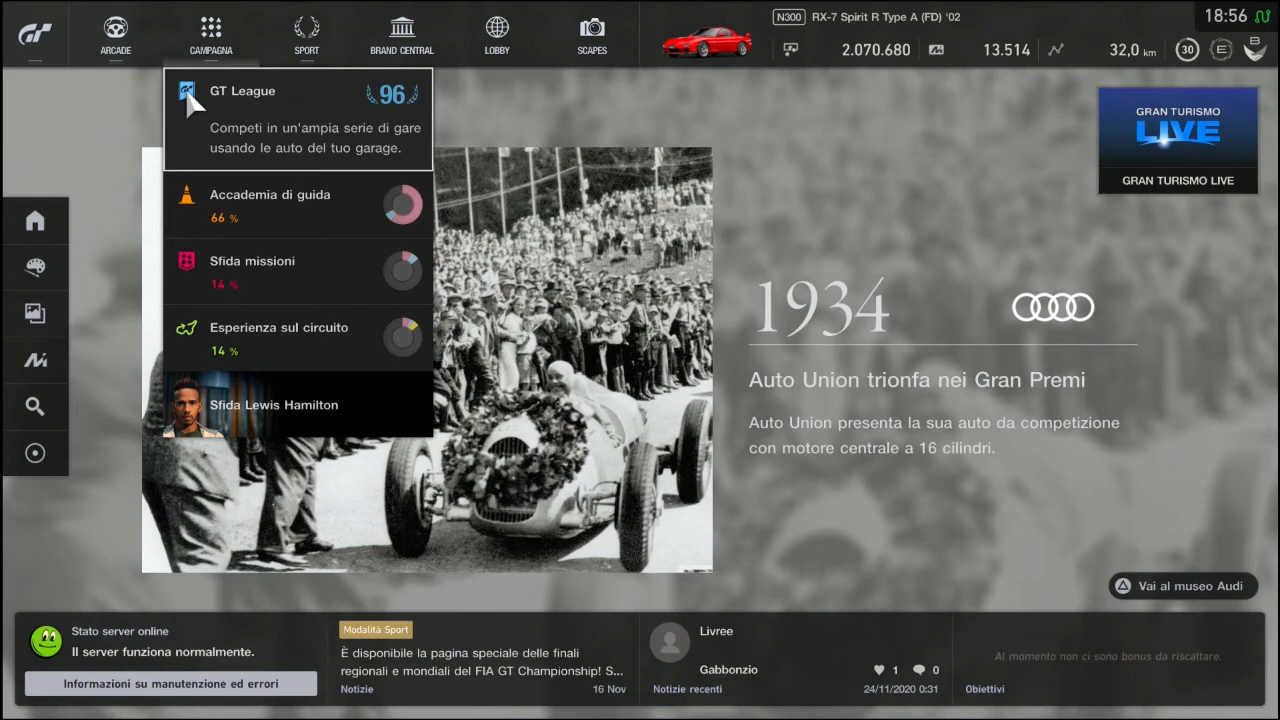 ARCADE
CAMPAGNA
SPORT
BRAND CENTRAL
LOBBY
SCAPES
N300 RX-7 Spirit R Type A (FD) '02
18:56
2.070.680
13.514
32,0 km
30
E
B
GT League
96
Competi in un'ampia serie di gare
usando le auto del tuo garage.
Accademia di guida
66 %
Sfida missioni
14 %
Esperienza sul circuito
14 %
Sfida Lewis Hamilton
GRAN TURISMO
LIVE
GRAN TURISMO LIVE
1934
Auto Union trionfa nei Gran Premi
Auto Union presenta la sua auto da competizione
con motore centrale a 16 cilindri.
Vai al museo Audi
Stato server online
Il server funziona normalmente.
Informazioni su manutenzione ed errori
Modalità Sport
È disponibile la pagina speciale delle finali
regionali e mondiali del FIA GT Championship! S...
Notizie
16 Nov
Livree
Gabbonzio
1
0
Notizie recenti
24/11/2020 0:31
Al momento non ci sono bonus da riscattare.
Obiettivi